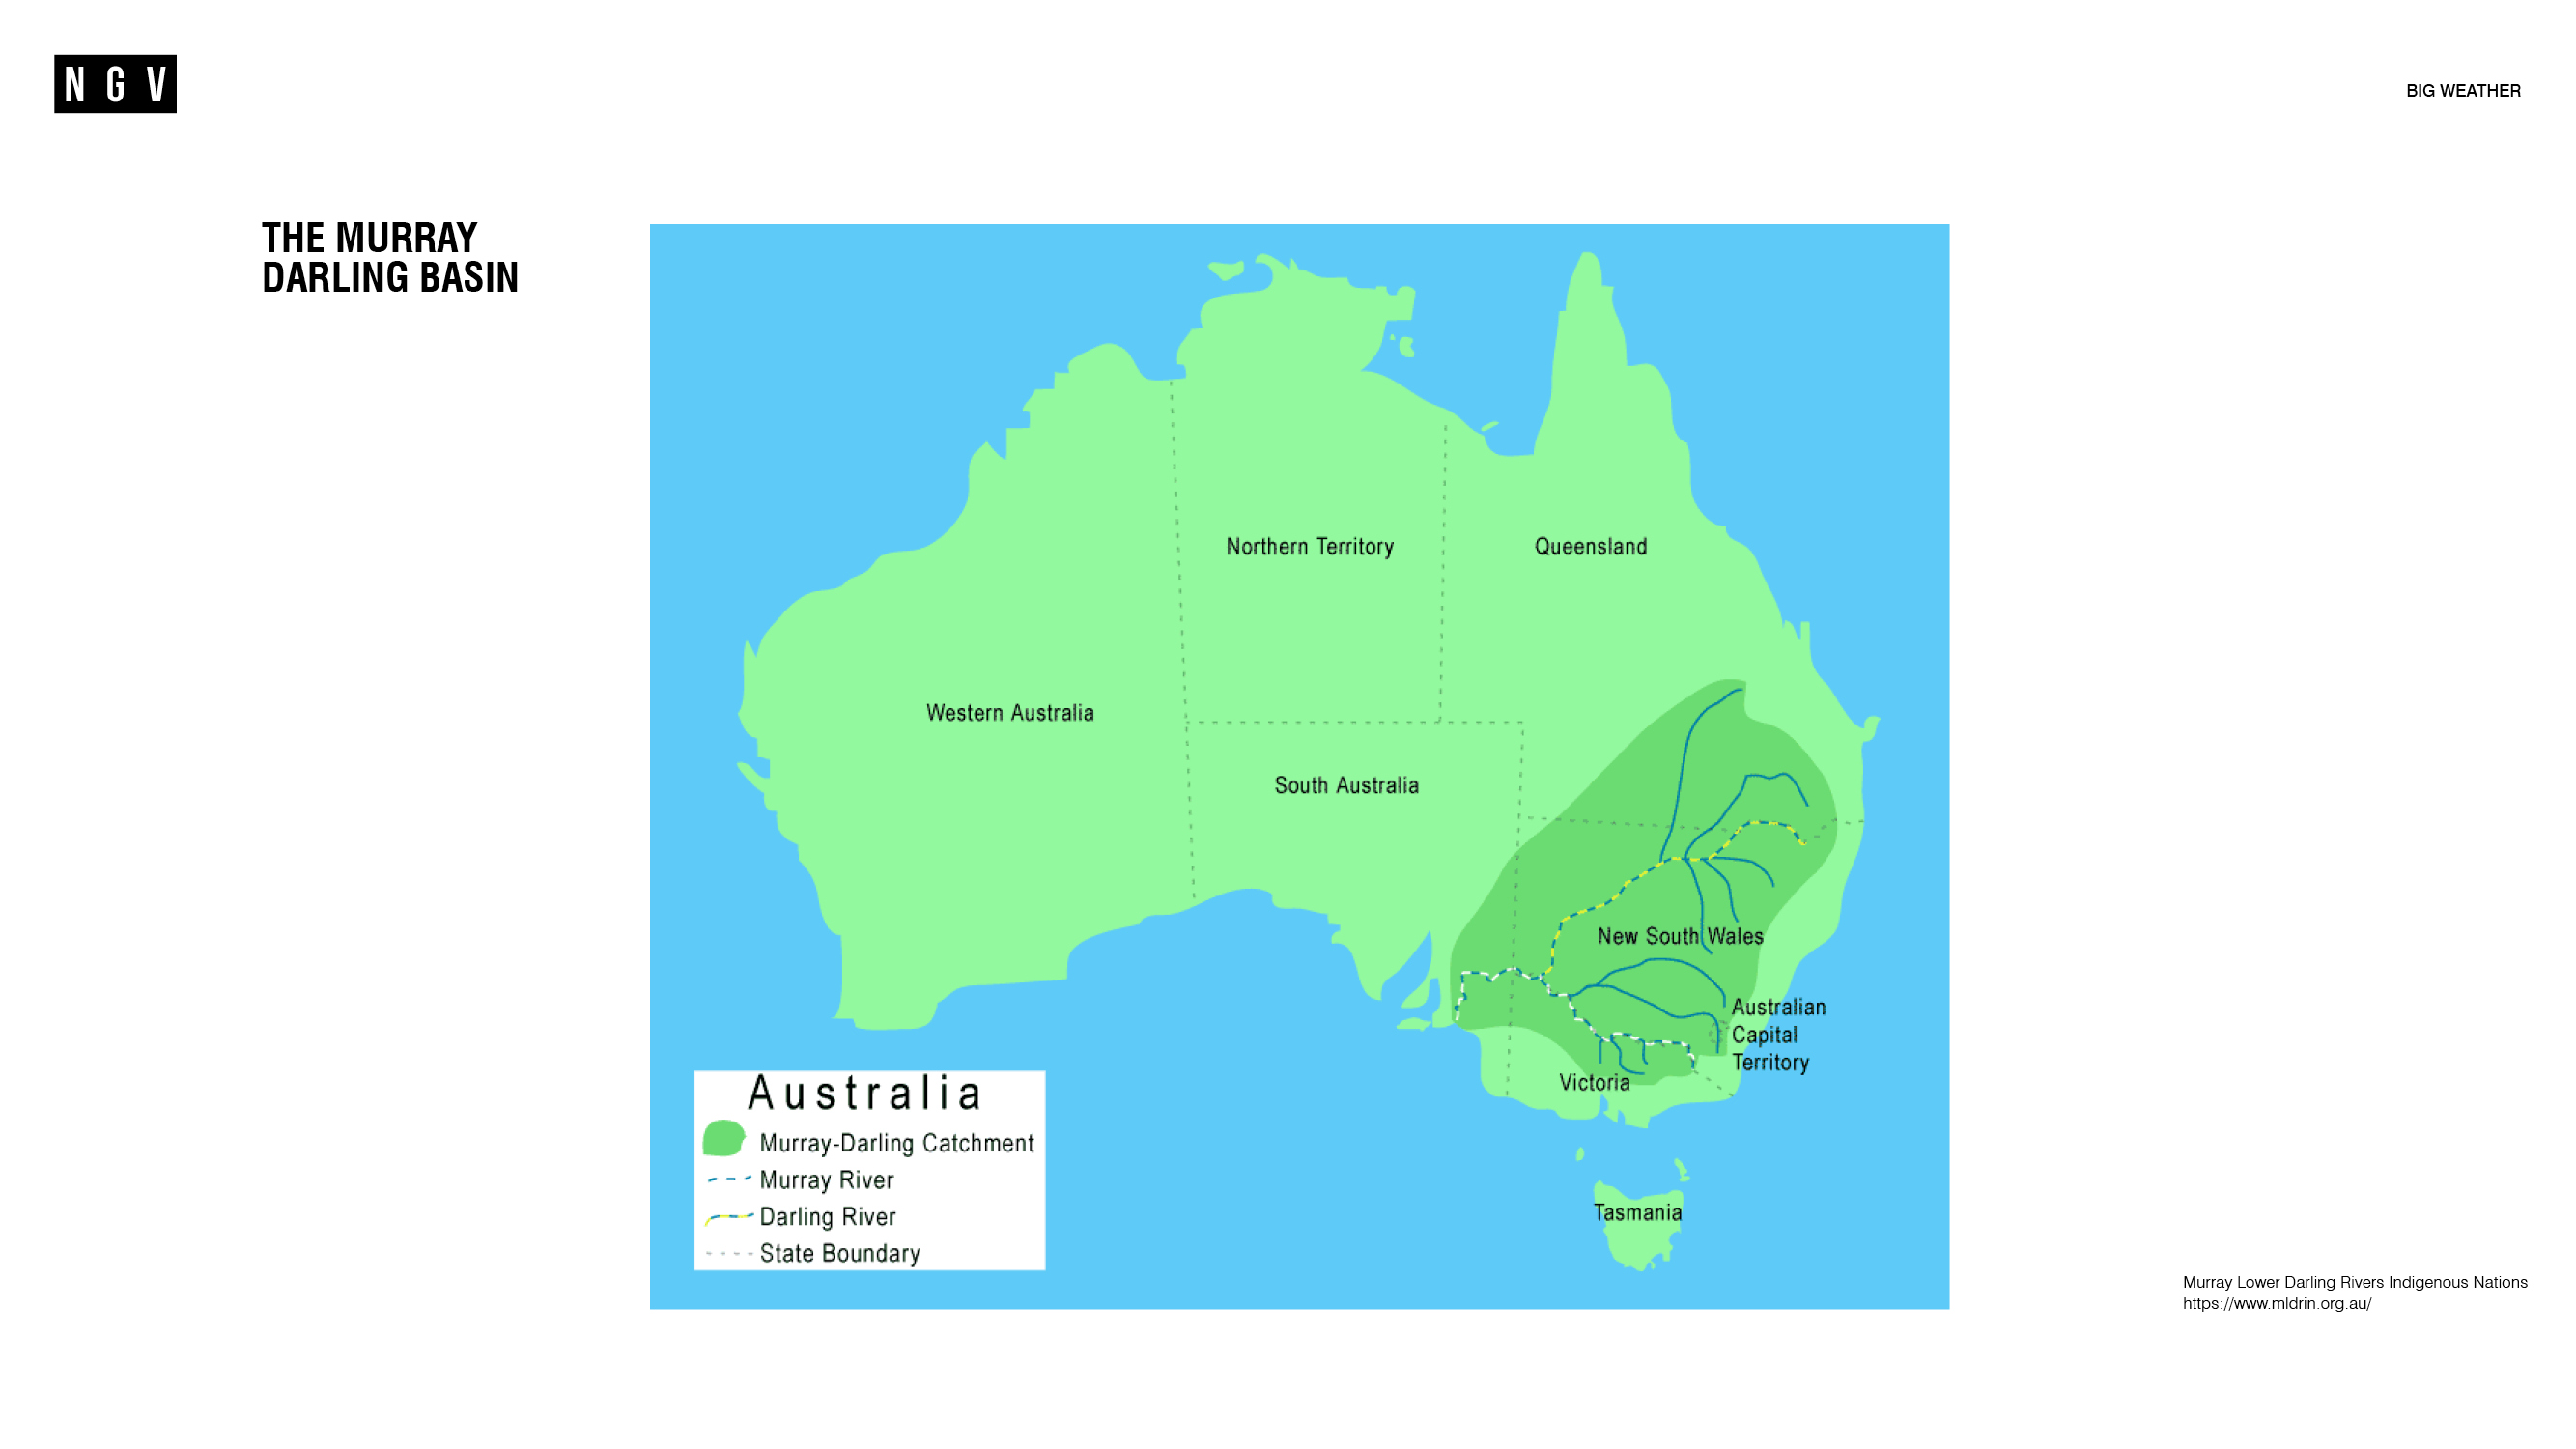 NGV
BIG WEATHER
THE MURRAY
DARLING BASIN
Northern Territory
Queensland
Western Australia
South Australia
New South Wales
Australian
Capital
Territory
Victoria
Tasmania
Australia
Murray-Darling Catchment
Murray River
Darling River
State Boundary
Murray Lower Darling Rivers Indigenous Nations
https://www.mldrin.org.au/